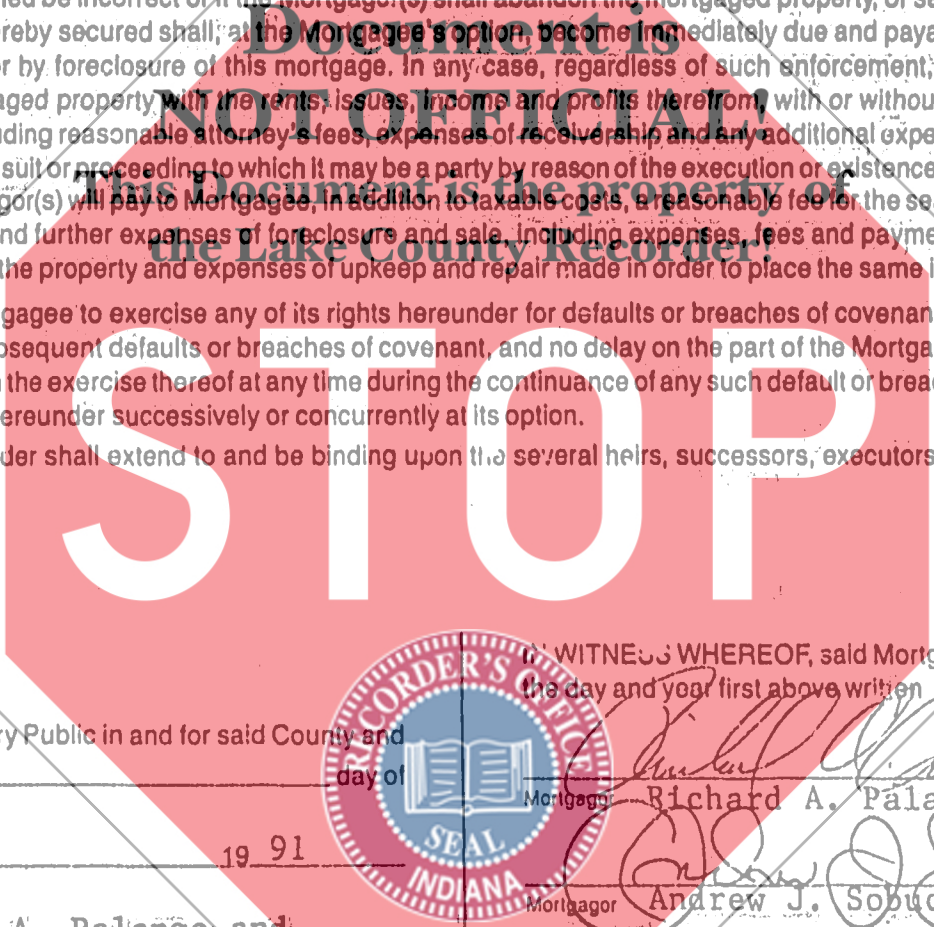 Document is
NOT OFFICIAL!
This Document is the property of
the Lake County Recorder!
STOP
reby secured shall, at the Mortgagee's option, become immediately due and paya
r by foreclosure of this mortgage. In any case, regardless of such enforcement,
aged property with the rents, issues, income and profits therefrom, with or withou
ding reasonable attorney's fees, expenses of receivership and any additional expe
suit or proceeding to which it may be a party by reason of the execution or existence
gor(s) will pay to Mortgagee, in addition to taxable costs, a reasonable fee for the se
nd further expenses of foreclosure and sale, including expenses, fees and payme
the property and expenses of upkeep and repair made in order to place the same i
gagee to exercise any of its rights hereunder for defaults or breaches of covenan
bsequent defaults or breaches of covenant, and no delay on the part of the Mortga
the exercise thereof at any time during the continuance of any such default or brea
ereunder successively or concurrently at its option.
der shall extend to and be binding upon the several heirs, successors, executors
IN WITNESS WHEREOF, said Mortg
the day and year first above written
ry Public in and for said County and
day of
19 91
Mortgagor Richard A. Pala
Mortgagor Andrew J. Sobuc
RECORDER'S OFFICE
SEAL
INDIANA